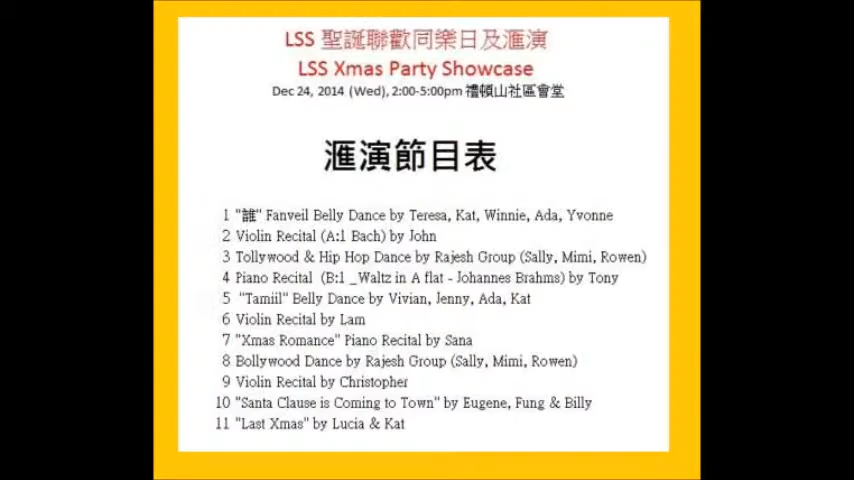 LSS 聖誕聯歡同樂日及滙演
LSS Xmas Party Showcase
Dec 24, 2014 (Wed), 2:00-5:00pm 禮頓山社區會堂
滙演節目表
1 "誰" Fanveil Belly Dance by Teresa, Kat, Winnie, Ada, Yvonne
2 Violin Recital (A:1 Bach) by John
3 Tollywood & Hip Hop Dance by Rajesh Group (Sally, Mimi, Rowen)
4 Piano Recital (B:1 _Waltz in A flat - Johannes Brahms) by Tony
5 "Tamiil" Belly Dance by Vivian, Jenny, Ada, Kat
6 Violin Recital by Lam
7 "Xmas Romance" Piano Recital by Sana
8 Bollywood Dance by Rajesh Group (Sally, Mimi, Rowen)
9 Violin Recital by Christopher
10 "Santa Clause is Coming to Town" by Eugene, Fung & Billy
11 "Last Xmas" by Lucia & Kat